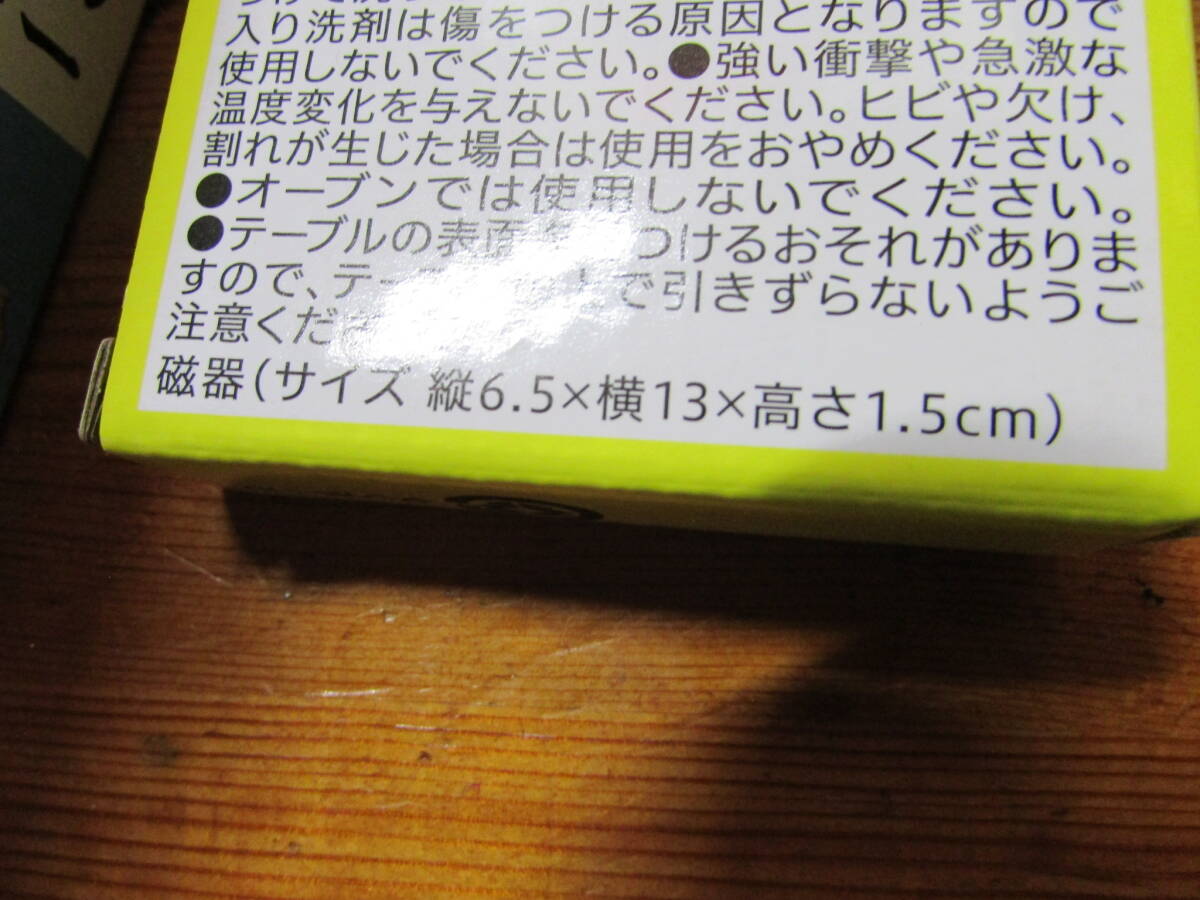 入り洗剤は傷をつける原因となりますので
使用しないでください。●強い衝撃や急激な
温度変化を与えないでください。ヒビや欠け、
割れが生じた場合は使用をおやめください。
●オーブンでは使用しないでください。
●テーブルの表面 つけるおそれがありま
すので、テー で引きずらないようご
注意くださ
磁器(サイズ 縦6.5×横13×高さ1.5cm)